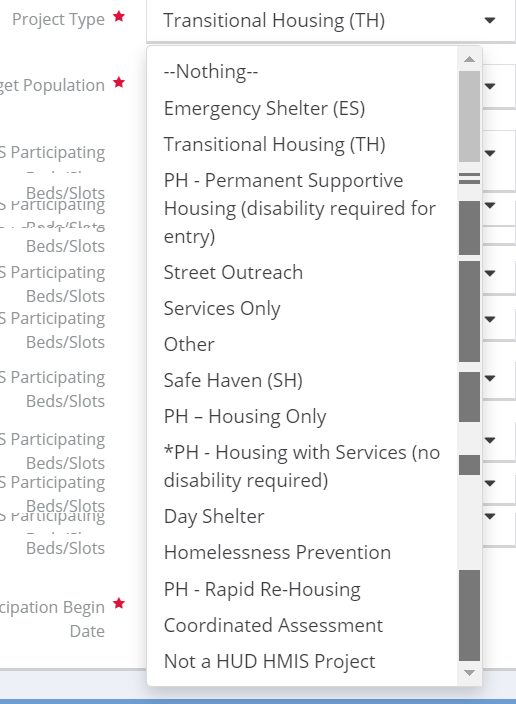 Project Type ★ Transitional Housing (TH)
--Nothing--
get Population ★
Emergency Shelter (ES)
Transitional Housing (TH)
S Participating
PH - Permanent Supportive
Beds/Slots
Housing (disability required for
S Participating
entry)
Beds/Slots
S Participating
Street Outreach
Beds/Slots
Services Only
S Participating
Beds/Slots
Other
S Participating
Safe Haven (SH)
Beds/Slots
PH – Housing Only
S Participating
*PH - Housing with Services (no
Beds/Slots
disability required)
S Participating
Beds/Slots
S Participating
Day Shelter
Beds/Slots
Homelessness Prevention
PH - Rapid Re-Housing
cipation Begin ★
Date
Coordinated Assessment
Not a HUD HMIS Project